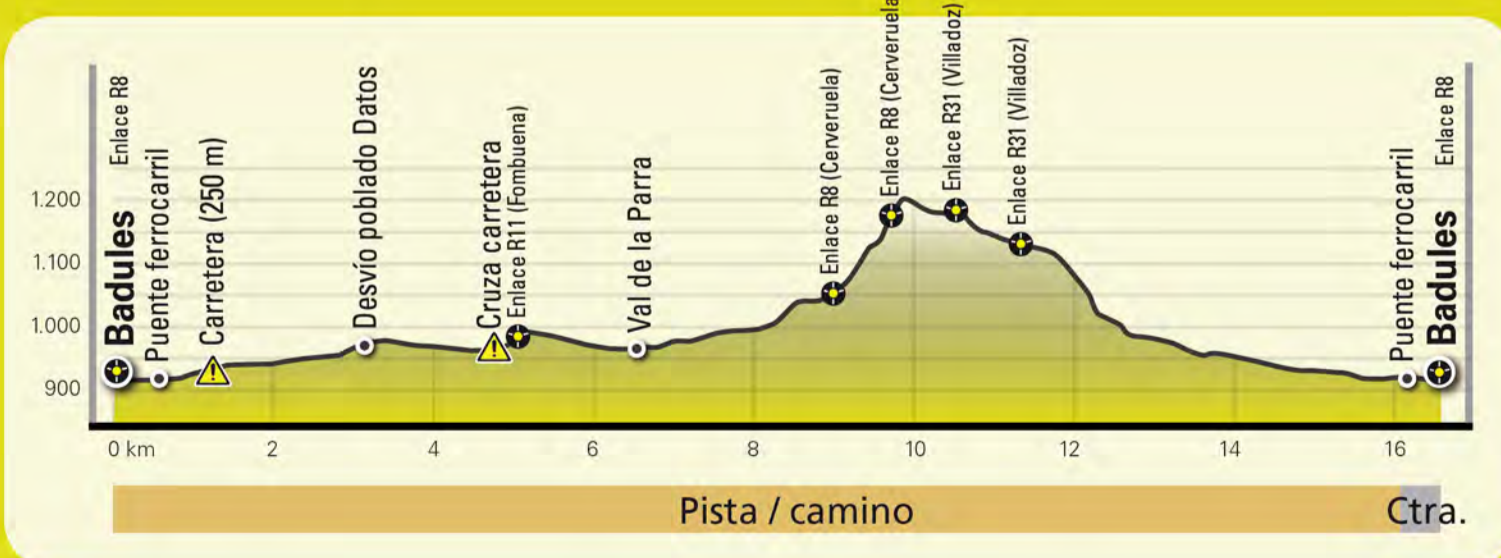 Badules
Enlace R8
Puente ferrocarril
Carretera (250 m)
Desvío poblado Datos
Cruza carretera
Enlace R11 (Fombuena)
Val de la Parra
Enlace R8 (Cerveruela)
Enlace R8 (Cerveruela
Enlace R31 (Villadoz)
Enlace R31 (Villadoz)
Puente ferrocarril
Badules
Enlace R8
1.200
1.100
1.000
900
0 km
2
4
6
8
10
12
14
16
Pista / camino
Ctra.